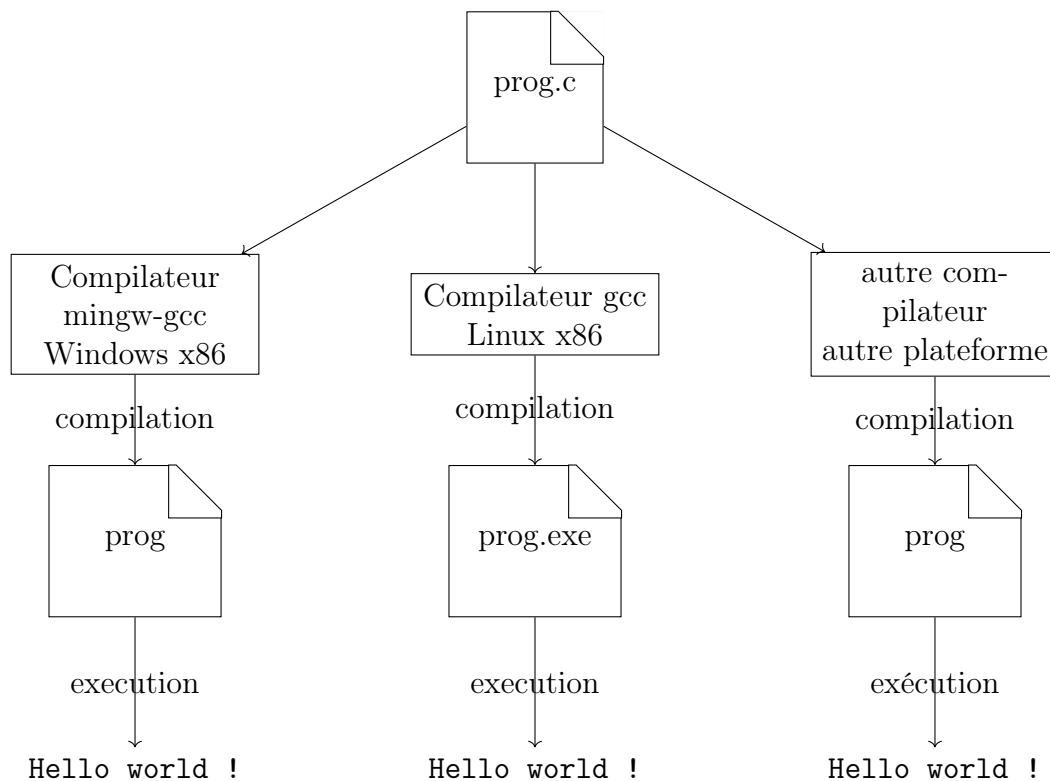 prog.c
Compilateur
mingw-gcc
Windows x86
Compilateur gcc
Linux x86
autre com-
pilateur
autre plateforme
compilation
compilation
compilation
prog
prog.exe
prog
execution
execution
exécution
Hello world !
Hello world !
Hello world !